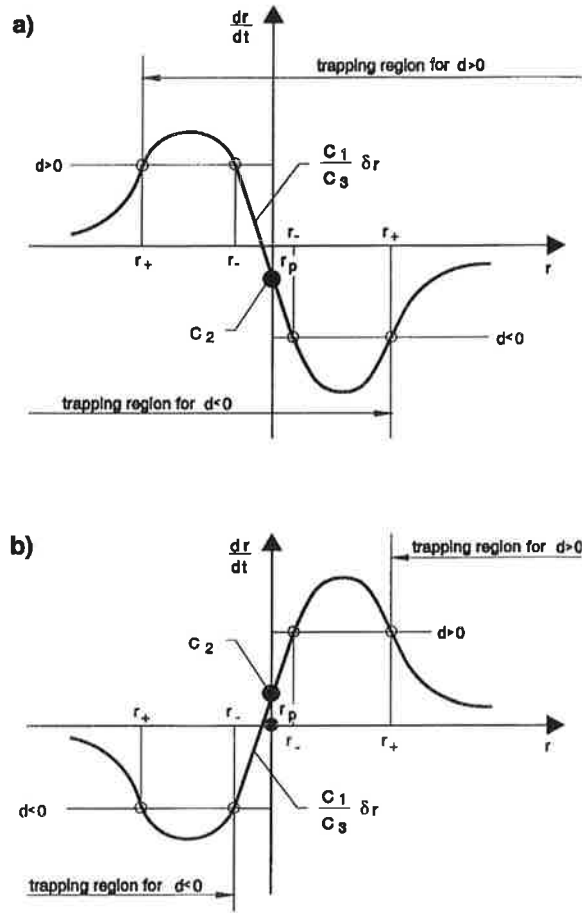 a)
dr
dt
trapping region for d>0
d>0
C1
C3
δr
r-
r+
r+
r-
rp
r
C2
d<0
trapping region for d<0
b)
dr
dt
trapping region for d>0
C2
d>0
r+
r-
rp
r-
r+
r
d<0
C1
C3
δr
trapping region for d<0